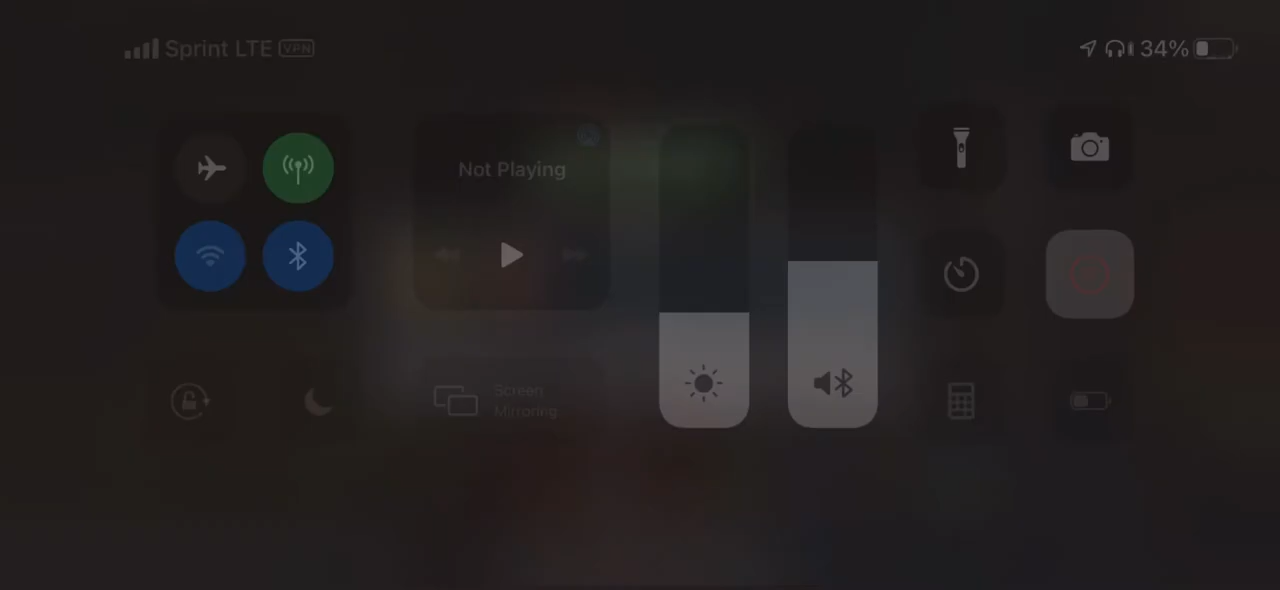 Sprint LTE VPN
34%
Not Playing
Screen
Mirroring